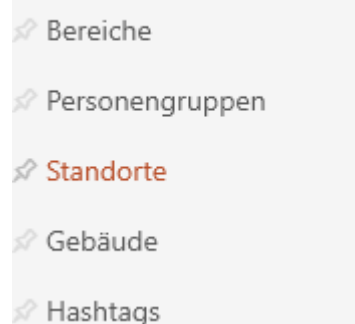 Bereiche
Personengruppen
Standorte
Gebäude
Hashtags